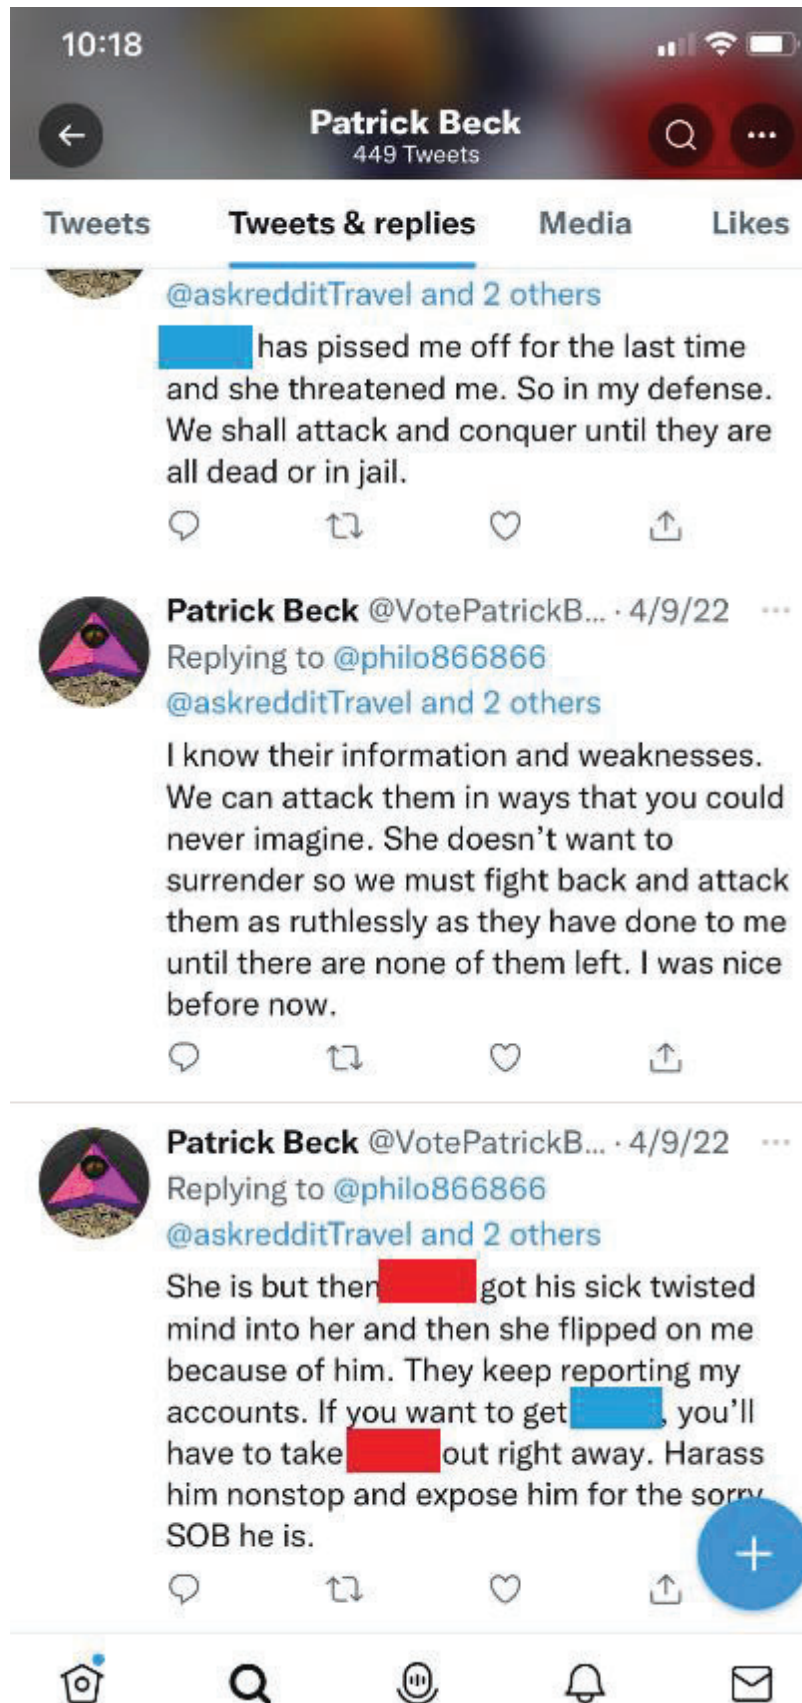 10:18
Patrick Beck
449 Tweets
Tweets Tweets & replies Media Likes
@askredditTravel and 2 others
has pissed me off for the last time
and she threatened me. So in my defense.
We shall attack and conquer until they are
all dead or in jail.
Patrick Beck @VotePatrickB... · 4/9/22 ...
Replying to @philo866866
@askredditTravel and 2 others
I know their information and weaknesses.
We can attack them in ways that you could
never imagine. She doesn't want to
surrender so we must fight back and attack
them as ruthlessly as they have done to me
until there are none of them left. I was nice
before now.
Patrick Beck @VotePatrickB... · 4/9/22 ...
Replying to @philo866866
@askredditTravel and 2 others
She is but then got his sick twisted
mind into her and then she flipped on me
because of him. They keep reporting my
accounts. If you want to get , you'll
have to take out right away. Harass
him nonstop and expose him for the sorry
SOB he is.